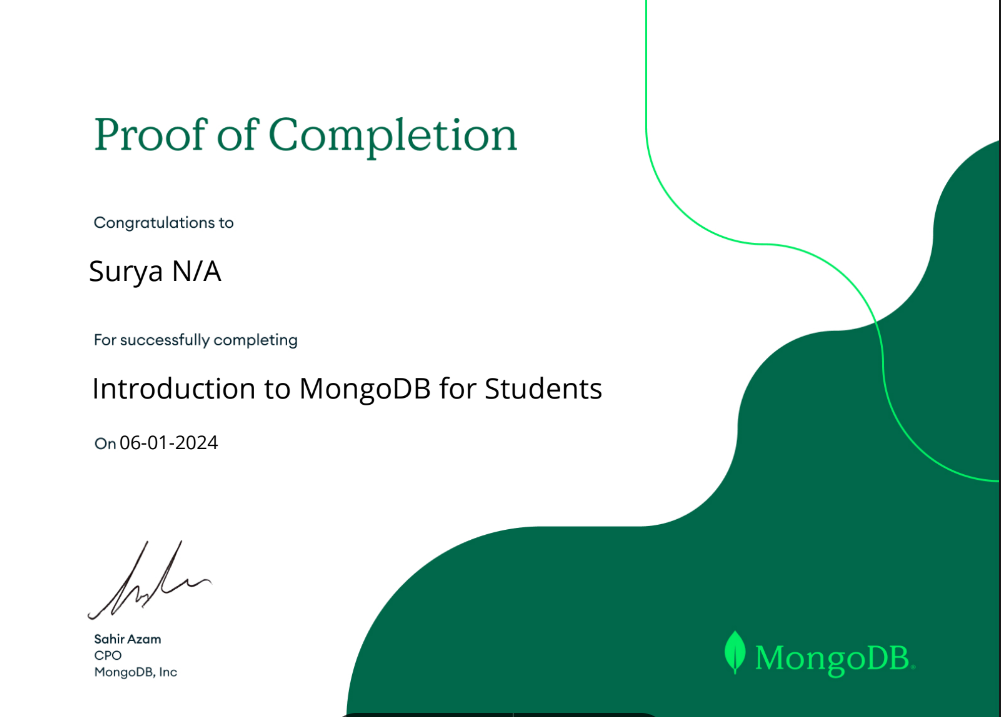 Proof of Completion
Congratulations to
Surya N/A
For successfully completing
Introduction to MongoDB for Students
On 06-01-2024
Sahir Azam
CPO
MongoDB, Inc
MongoDB.